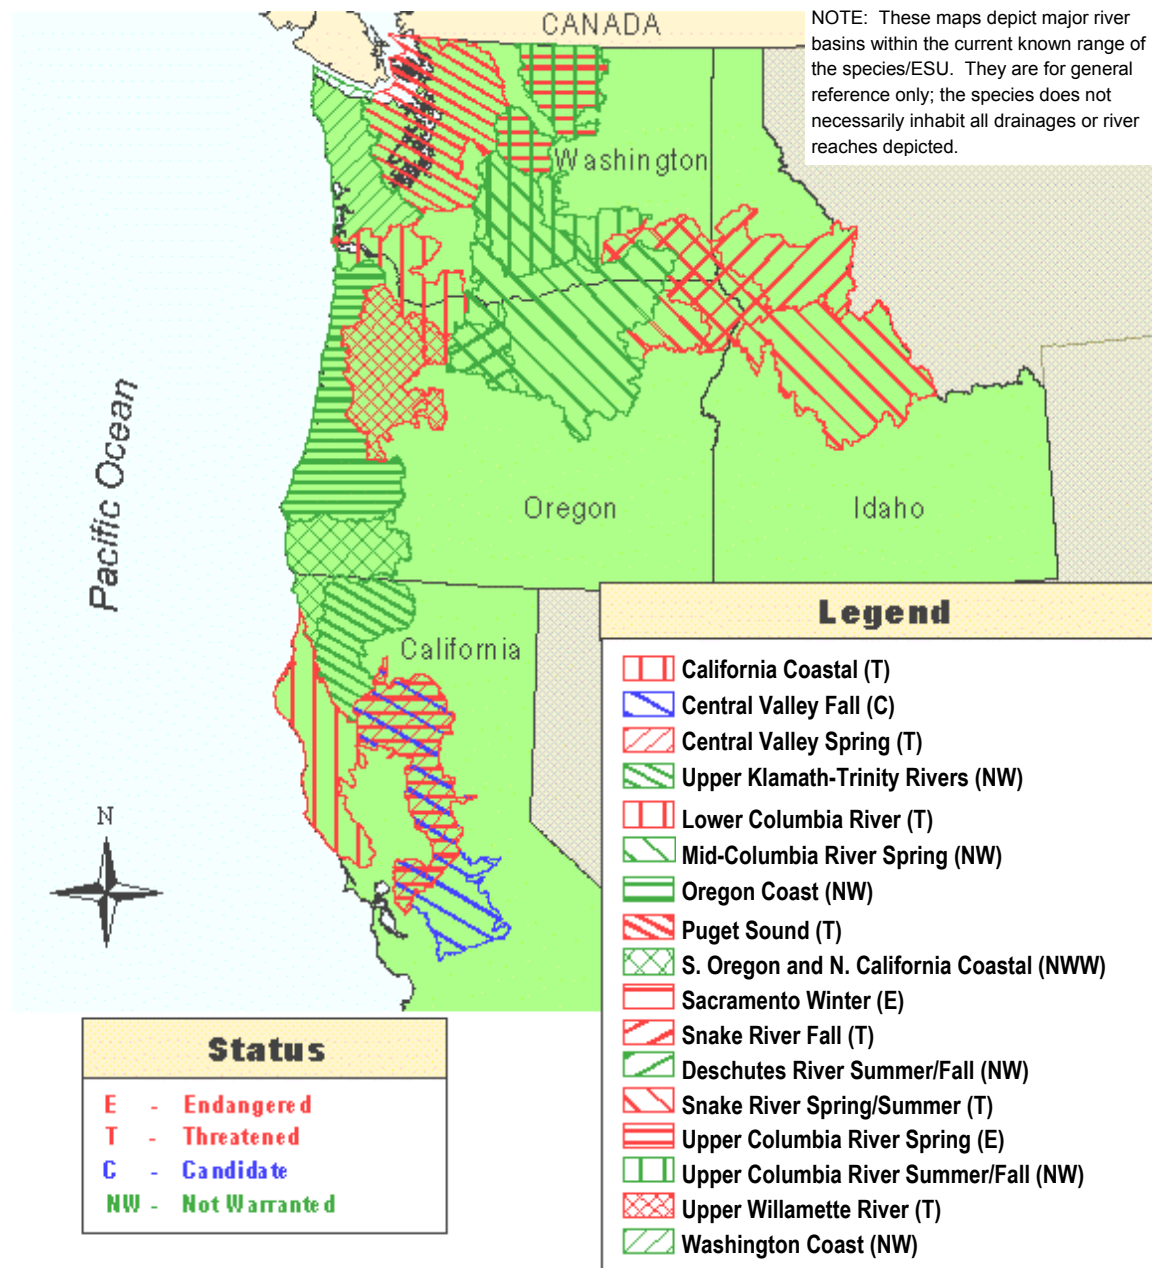 NOTE: These maps depict major river
basins within the current known range of
the species/ESU. They are for general
reference only; the species does not
necessarily inhabit all drainages or river
reaches depicted.
CANADA
Washington
Oregon
Idaho
California
Pacific Ocean
N
Legend
California Coastal (T)
Central Valley Fall (C)
Central Valley Spring (T)
Upper Klamath-Trinity Rivers (NW)
Lower Columbia River (T)
Mid-Columbia River Spring (NW)
Oregon Coast (NW)
Puget Sound (T)
S. Oregon and N. California Coastal (NWW)
Sacramento Winter (E)
Snake River Fall (T)
Deschutes River Summer/Fall (NW)
Snake River Spring/Summer (T)
Upper Columbia River Spring (E)
Upper Columbia River Summer/Fall (NW)
Upper Willamette River (T)
Washington Coast (NW)
Status
E - Endangered
T - Threatened
C - Candidate
NW - Not Warranted